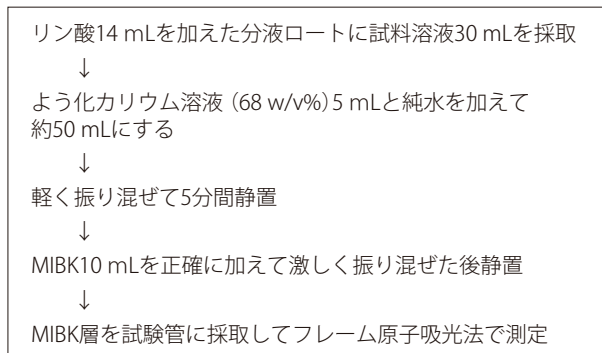 リン酸14 mLを加えた分液ロートに試料溶液30 mLを採取
↓
よう化カリウム溶液（68 w/v%）5 mLと純水を加えて
約50 mLにする
↓
軽く振り混ぜて5分間静置
↓
MIBK10 mLを正確に加えて激しく振り混ぜた後静置
↓
MIBK層を試験管に採取してフレーム原子吸光法で測定